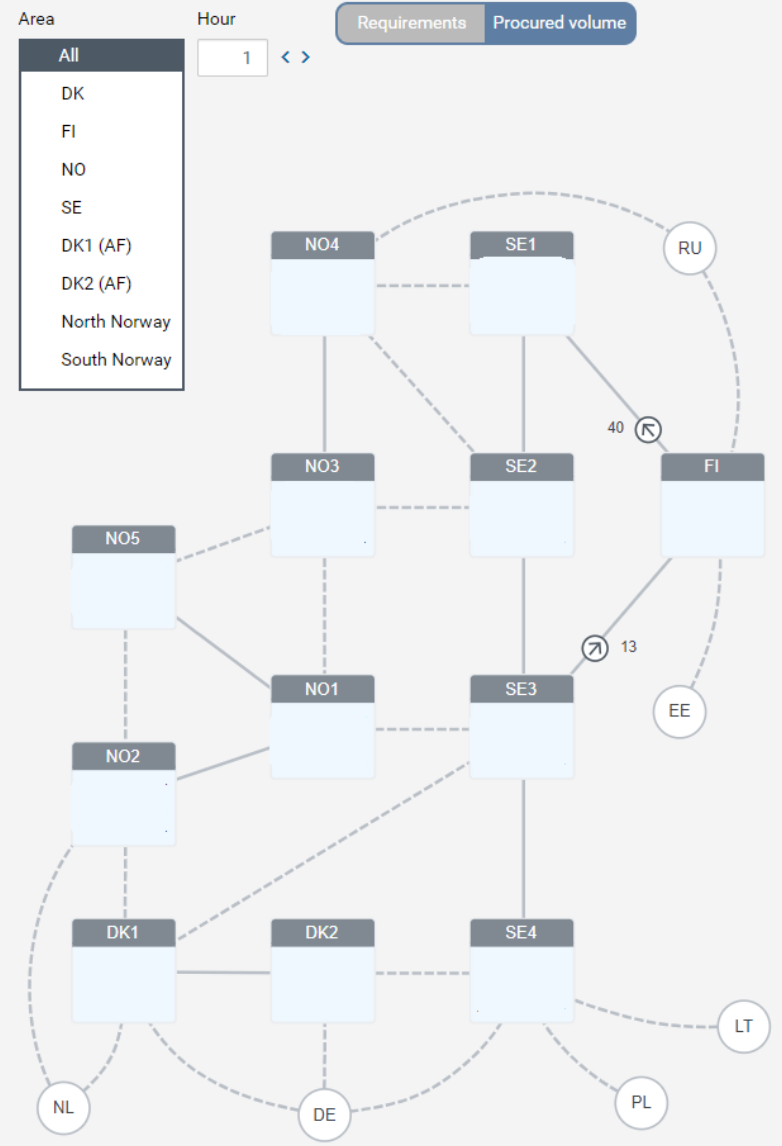 Area
Hour
Requirements
Procured volume
All
1
DK
FI
NO
SE
DK1 (AF)
DK2 (AF)
North Norway
South Norway
NO4
SE1
RU
40
NO3
SE2
FI
NO5
13
NO1
SE3
EE
NO2
DK1
DK2
SE4
LT
NL
DE
PL